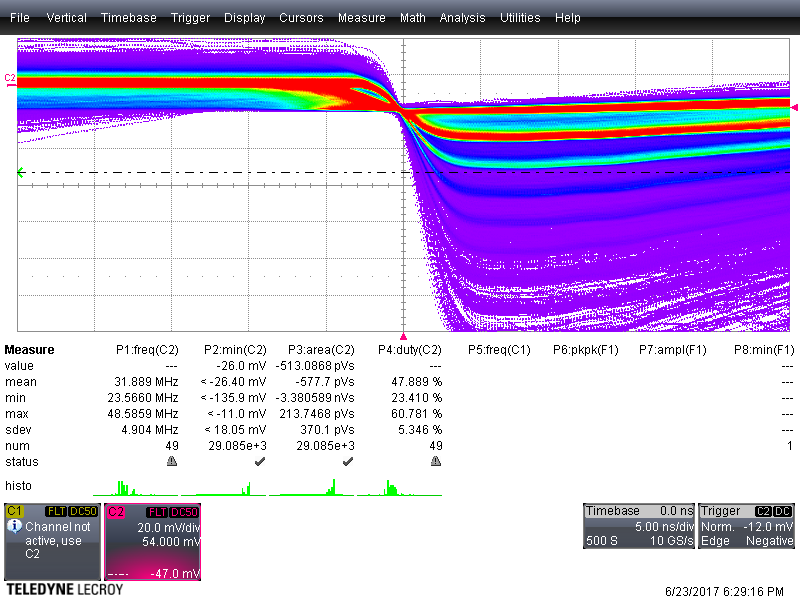 File Vertical Timebase Trigger Display Cursors Measure Math Analysis Utilities Help
C2
Measure P1:freq(C2) P2:min(C2) P3:area(C2) P4:duty(C2) P5:freq(C1) P6:pkpk(F1) P7:ampl(F1) P8:min(F1)
value --- -26.0 mV -513.0868 pVs --- ---
mean 31.889 MHz < -26.40 mV -577.7 pVs 47.889 % ---
min 23.5660 MHz < -135.9 mV -3.380589 nVs 23.410 % ---
max 48.5859 MHz < -11.0 mV 213.7468 pVs 60.781 % ---
sdev 4.904 MHz < 18.05 mV 370.1 pVs 5.346 % ---
num 49 29.085e+3 29.085e+3 49 1
status
histo
C1 FLT DC50
Channel not
active, use
C2
C2 FLT DC50
20.0 mV/div
54.000 mV
-47.0 mV
Timebase 0.0 ns
5.00 ns/div
500 S 10 GS/s
Trigger C2 DC
Norm. -12.0 mV
Edge Negative
TELEDYNE LECROY
6/23/2017 6:29:16 PM